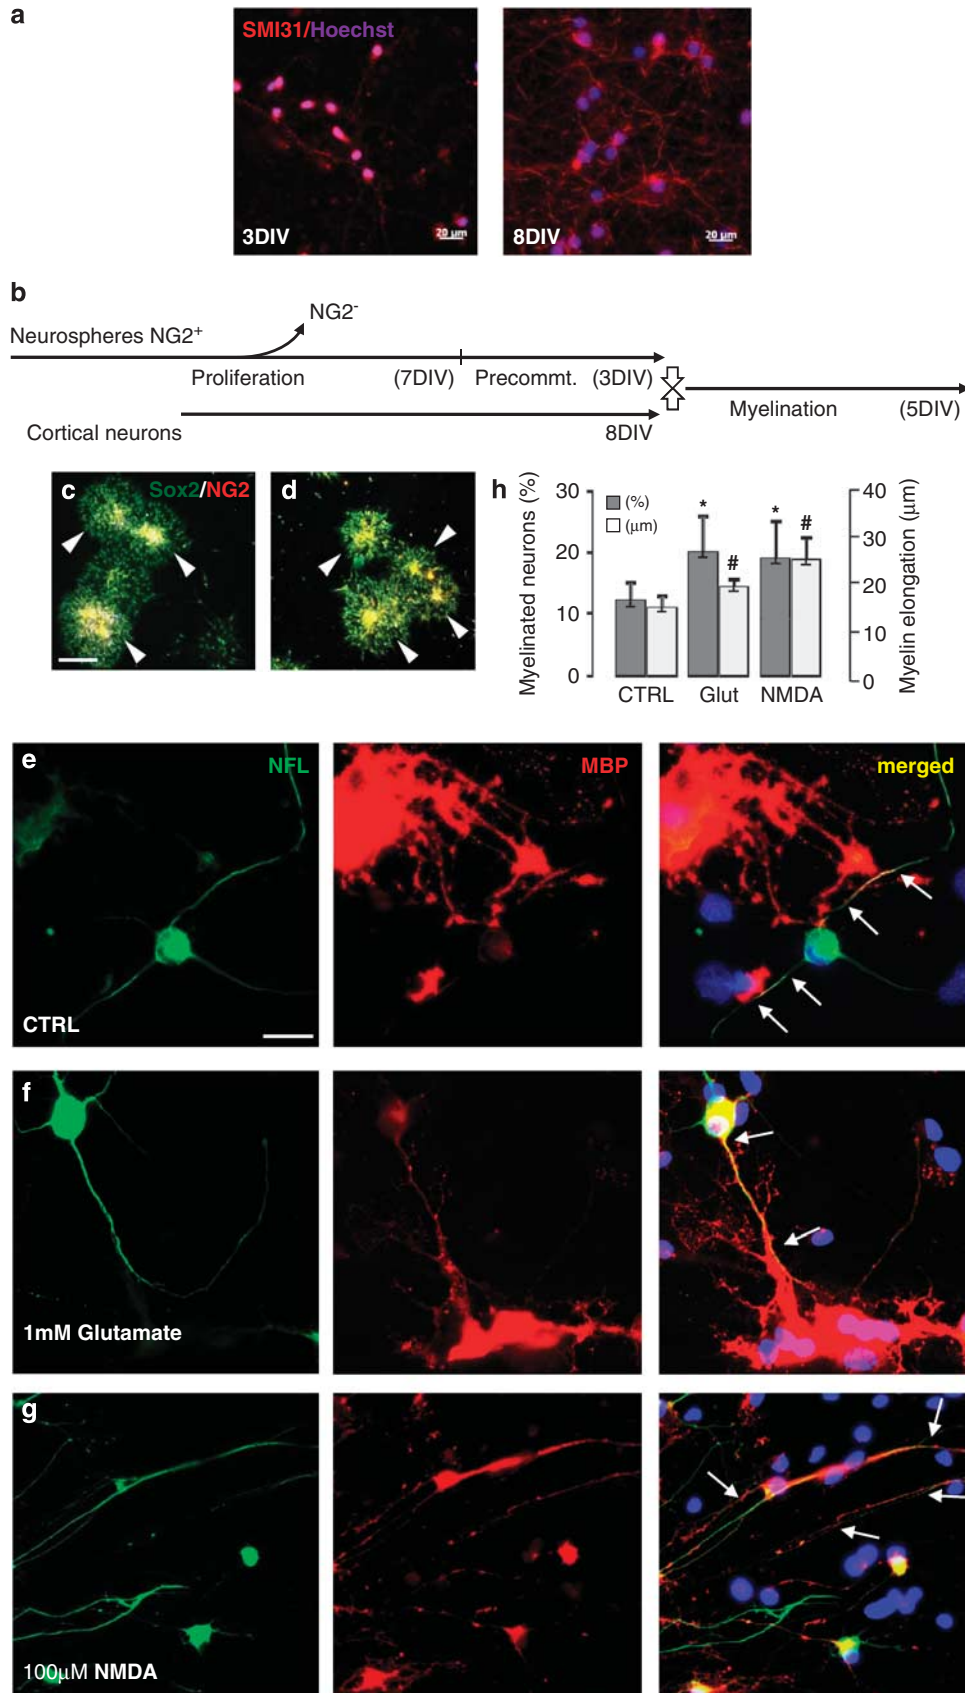 a
SMI31/Hoechst
3DIV
20 µm
8DIV
20 µm
b
Neurospheres NG2⁺
NG2⁻
Proliferation
(7DIV)
Precommt.
(3DIV)
Cortical neurons
8DIV
Myelination
(5DIV)
c
Sox2/NG2
d
h
Myelinated neurons (%)
30
20
10
0
(%)
(µm)
*
#
*
#
CTRL
Glut
NMDA
40
30
20
10
0
Myelin elongation (µm)
e
NFL
MBP
merged
CTRL
f
1mM Glutamate
g
100µM NMDA